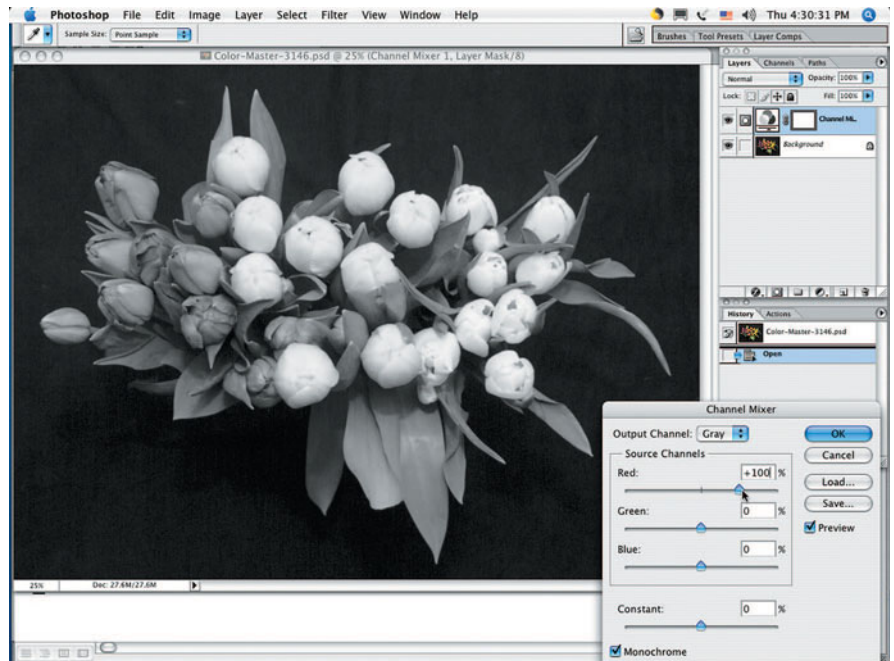 Photoshop File Edit Image Layer Select Filter View Window Help Thu 4:30:31 PM
Sample Size: Point Sample
Brushes Tool Presets Layer Comps
Color-Master-3146.psd @ 25% (Channel Mixer 1, Layer Mask/8)
Layers Channels Paths
Normal Opacity: 100%
Lock: Fill: 100%
Channel Mi...
Background
History Actions
Color-Master-3146.psd
Open
Channel Mixer
Output Channel: Gray
OK
Source Channels
Cancel
Red: +100 %
Load...
Save...
Green: 0 %
Preview
Blue: 0 %
Constant: 0 %
Monochrome
25% Doc: 27.6M/27.6M